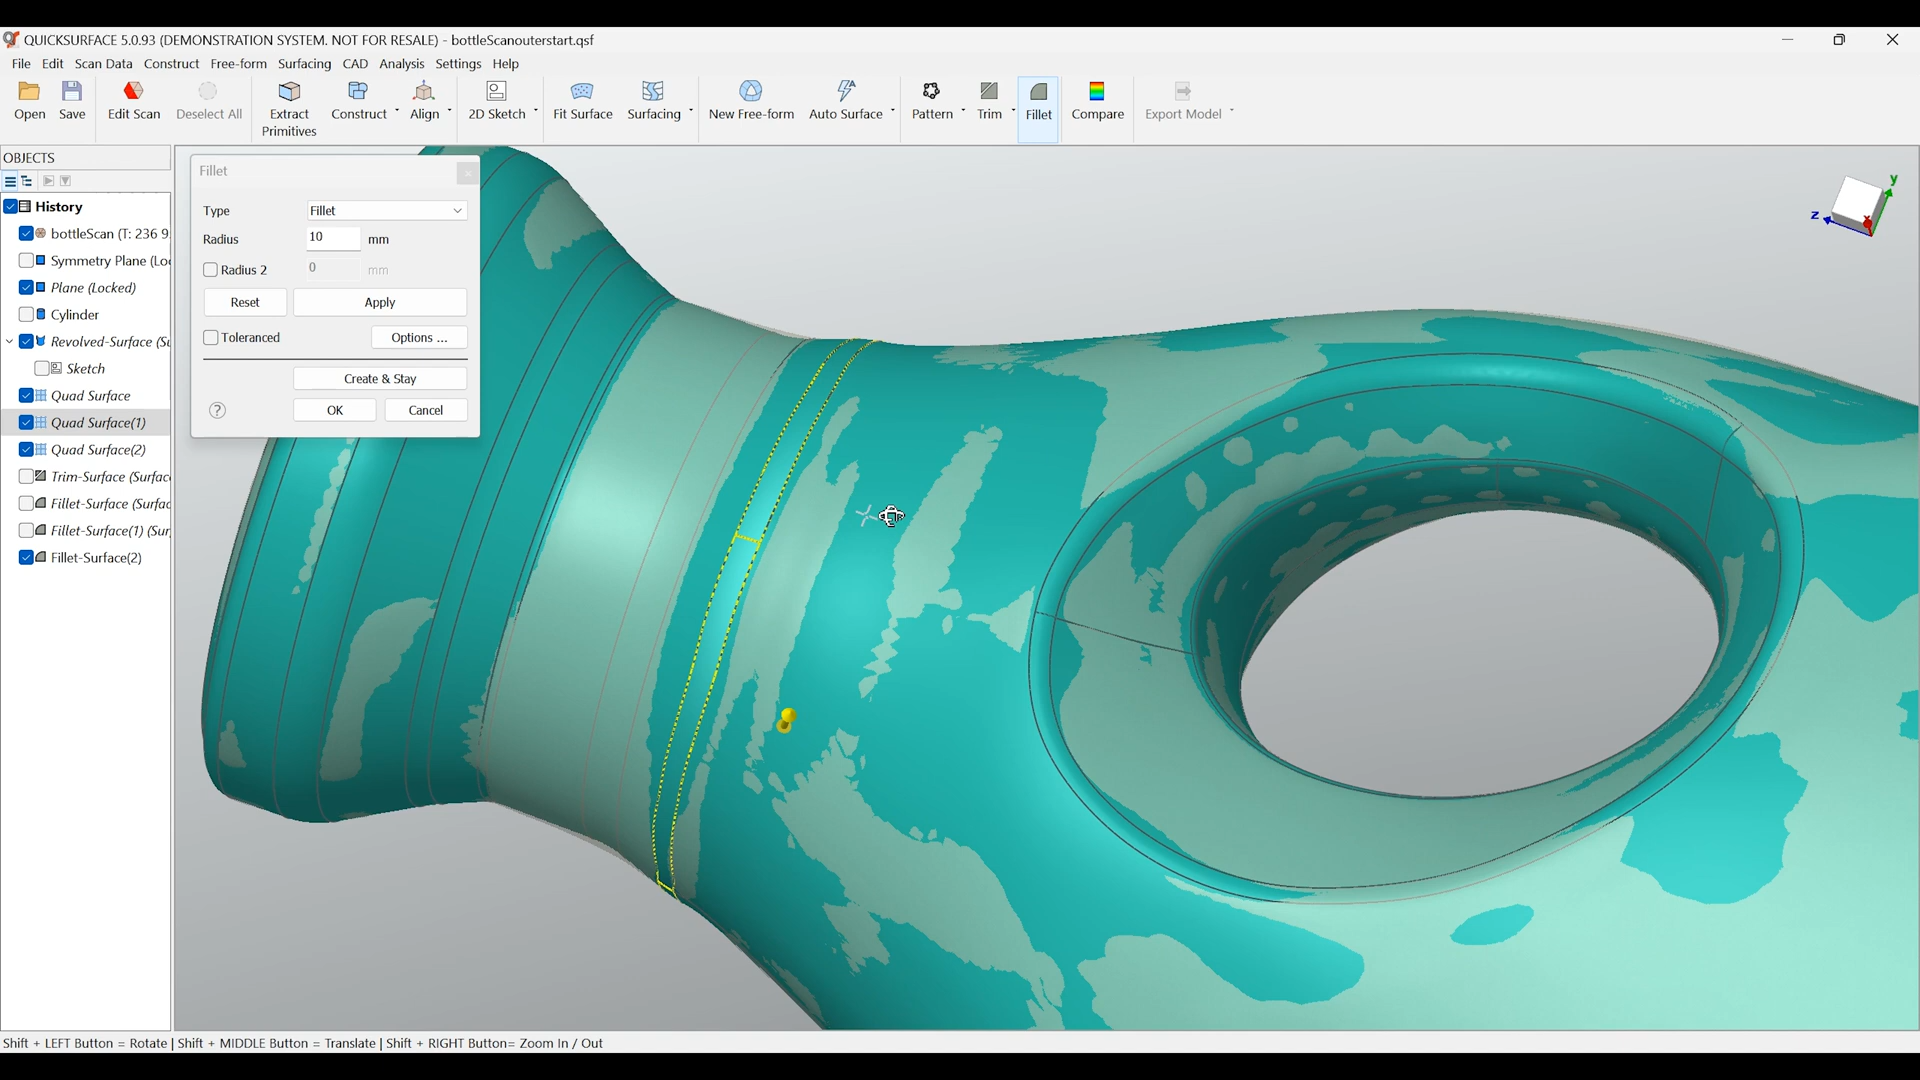 QUICKSURFACE 5.0.93 (DEMONSTRATION SYSTEM. NOT FOR RESALE) - bottleScanouterstart.qsf
File Edit Scan Data Construct Free-form Surfacing CAD Analysis Settings Help
Open Save Edit Scan Deselect All Extract Primitives Construct Align 2D Sketch Fit Surface Surfacing New Free-form Auto Surface Pattern Trim Fillet Compare Export Model
OBJECTS
History
bottleScan (T: 236 9
Symmetry Plane (Lo
Plane (Locked)
Cylinder
Revolved-Surface (Su
Sketch
Quad Surface
Quad Surface(1)
Quad Surface(2)
Trim-Surface (Surfac
Fillet-Surface (Surfac
Fillet-Surface(1) (Sur
Fillet-Surface(2)
Fillet
Type Fillet
Radius 10 mm
Radius 2 0 mm
Reset Apply
Toleranced Options ...
Create & Stay
? OK Cancel
y
z
x
Shift + LEFT Button = Rotate | Shift + MIDDLE Button = Translate | Shift + RIGHT Button= Zoom In / Out